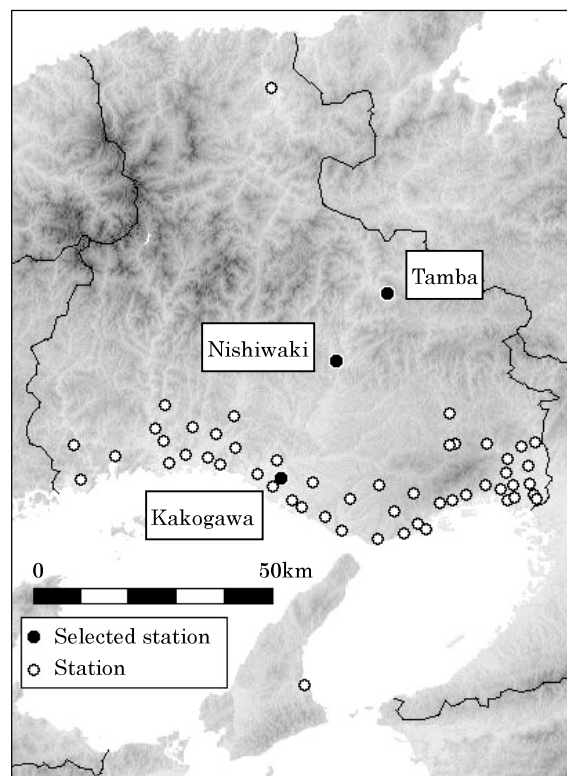 Tamba
Nishiwaki
Kakogawa
0 50km
Selected station
Station